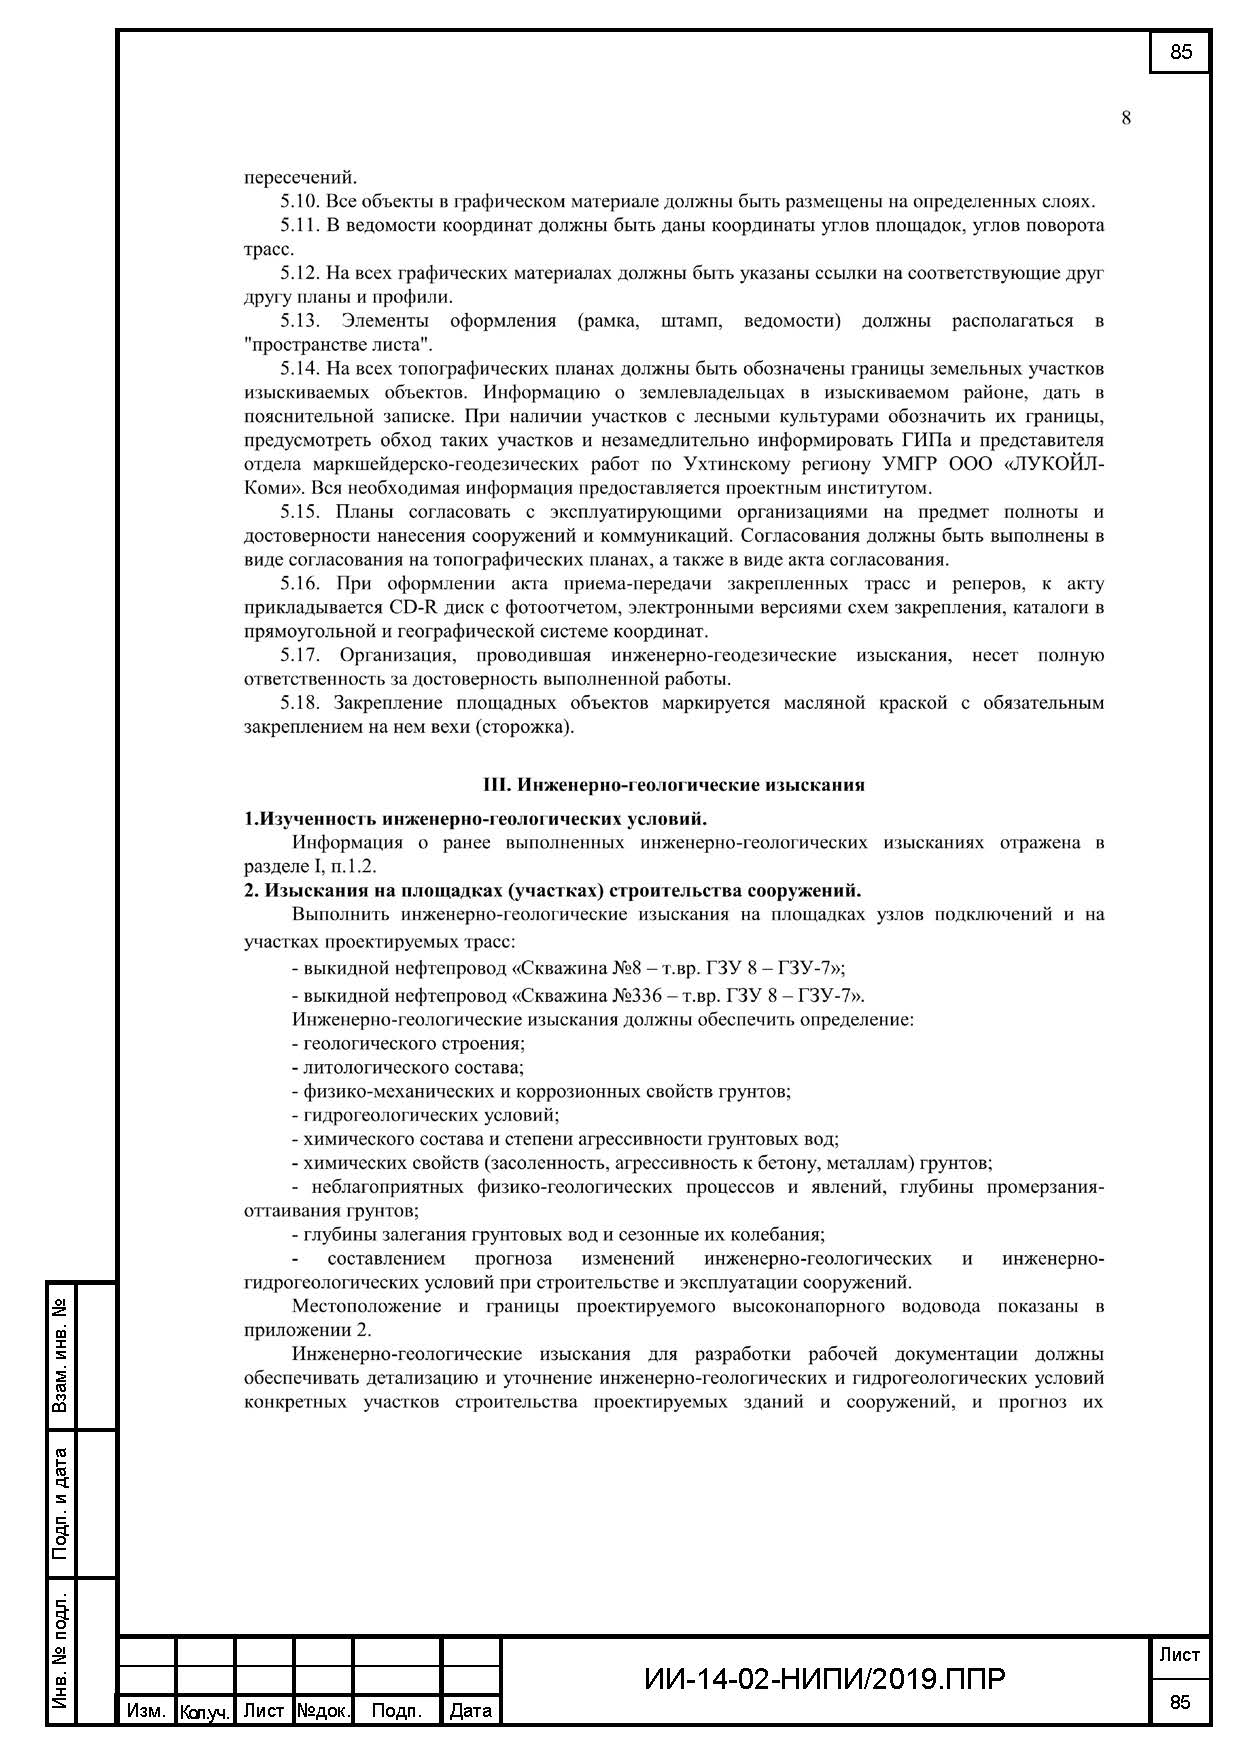 85
8
пересечений.
5.10. Все объекты в графическом материале должны быть размещены на определенных слоях.
5.11. В ведомости координат должны быть даны координаты углов площадок, углов поворота
трасс.
5.12. На всех графических материалах должны быть указаны ссылки на соответствующие друг
другу планы и профили.
5.13. Элементы оформления (рамка, штамп, ведомости) должны располагаться в
"пространстве листа".
5.14. На всех топографических планах должны быть обозначены границы земельных участков
изыскиваемых объектов. Информацию о землевладельцах в изыскиваемом районе, дать в
пояснительной записке. При наличии участков с лесными культурами обозначить их границы,
предусмотреть обход таких участков и незамедлительно информировать ГИПа и представителя
отдела маркшейдерско-геодезических работ по Ухтинскому региону УМГР ООО «ЛУКОЙЛ-
Коми». Вся необходимая информация предоставляется проектным институтом.
5.15. Планы согласовать с эксплуатирующими организациями на предмет полноты и
достоверности нанесения сооружений и коммуникаций. Согласования должны быть выполнены в
виде согласования на топографических планах, а также в виде акта согласования.
5.16. При оформлении акта приема-передачи закрепленных трасс и реперов, к акту
прикладывается CD-R диск с фотоотчетом, электронными версиями схем закрепления, каталоги в
прямоугольной и географической системе координат.
5.17. Организация, проводившая инженерно-геодезические изыскания, несет полную
ответственность за достоверность выполненной работы.
5.18. Закрепление площадных объектов маркируется масляной краской с обязательным
закреплением на нем вехи (сторожка).
III. Инженерно-геологические изыскания
1.Изученность инженерно-геологических условий.
Информация о ранее выполненных инженерно-геологических изысканиях отражена в
разделе I, п.1.2.
2. Изыскания на площадках (участках) строительства сооружений.
Выполнить инженерно-геологические изыскания на площадках узлов подключений и на
участках проектируемых трасс:
- выкидной нефтепровод «Скважина №8 – т.вр. ГЗУ 8 – ГЗУ-7»;
- выкидной нефтепровод «Скважина №336 – т.вр. ГЗУ 8 – ГЗУ-7».
Инженерно-геологические изыскания должны обеспечить определение:
- геологического строения;
- литологического состава;
- физико-механических и коррозионных свойств грунтов;
- гидрогеологических условий;
- химического состава и степени агрессивности грунтовых вод;
- химических свойств (засоленность, агрессивность к бетону, металлам) грунтов;
- неблагоприятных физико-геологических процессов и явлений, глубины промерзания-
оттаивания грунтов;
- глубины залегания грунтовых вод и сезонные их колебания;
- составлением прогноза изменений инженерно-геологических и инженерно-
гидрогеологических условий при строительстве и эксплуатации сооружений.
Местоположение и границы проектируемого высоконапорного водовода показаны в
приложении 2.
Инженерно-геологические изыскания для разработки рабочей документации должны
обеспечивать детализацию и уточнение инженерно-геологических и гидрогеологических условий
конкретных участков строительства проектируемых зданий и сооружений, и прогноз их
Взам. инв. №
Подп. и дата
Инв. № подл.
Изм. Кол.уч. Лист №док. Подп. Дата
ИИ-14-02-НИПИ/2019.ППР
Лист
85